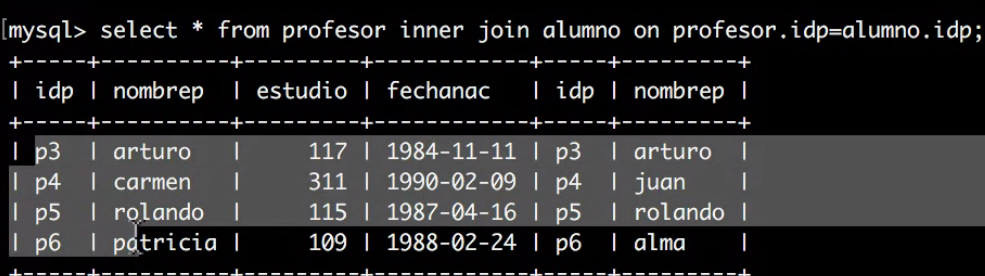 [mysql> select * from profesor inner join alumno on profesor.idp=alumno.idp;
+-----+----------+---------+------------+-----+---------+
| idp | nombrep  | estudio | fechanac   | idp | nombrep |
+-----+----------+---------+------------+-----+---------+
| p3  | arturo   |     117 | 1984-11-11 | p3  | arturo  |
| p4  | carmen   |     311 | 1990-02-09 | p4  | juan    |
| p5  | rolando  |     115 | 1987-04-16 | p5  | rolando |
| p6  | patricia |     109 | 1988-02-24 | p6  | alma    |
+-----+----------+---------+------------+-----+---------+